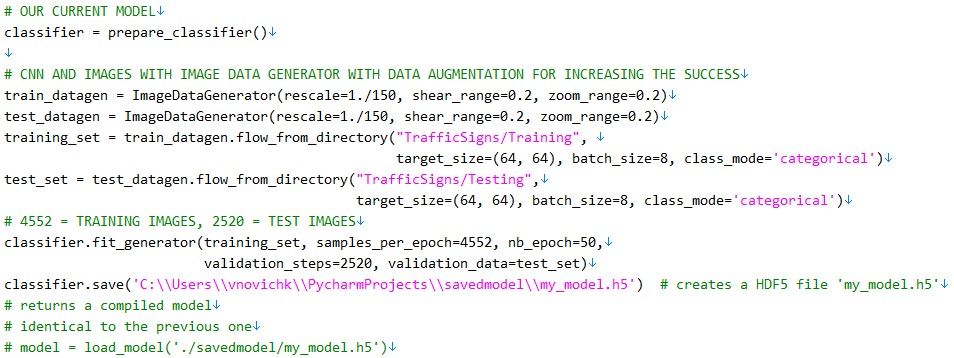 # OUR CURRENT MODEL↓
classifier = prepare_classifier()↓
↓
# CNN AND IMAGES WITH IMAGE DATA GENERATOR WITH DATA AUGMENTATION FOR INCREASING THE SUCCESS↓
train_datagen = ImageDataGenerator(rescale=1./150, shear_range=0.2, zoom_range=0.2)↓
test_datagen = ImageDataGenerator(rescale=1./150, shear_range=0.2, zoom_range=0.2)↓
training_set = train_datagen.flow_from_directory("TrafficSigns/Training", ↓
target_size=(64, 64), batch_size=8, class_mode='categorical')↓
test_set = test_datagen.flow_from_directory("TrafficSigns/Testing",↓
target_size=(64, 64), batch_size=8, class_mode='categorical')↓
# 4552 = TRAINING IMAGES, 2520 = TEST IMAGES↓
classifier.fit_generator(training_set, samples_per_epoch=4552, nb_epoch=50,↓
validation_steps=2520, validation_data=test_set)↓
classifier.save('C:\\Users\\vnovichk\\PycharmProjects\\savedmodel\\my_model.h5')  # creates a HDF5 file 'my_model.h5'↓
# returns a compiled model↓
# identical to the previous one↓
# model = load_model('./savedmodel/my_model.h5')↓